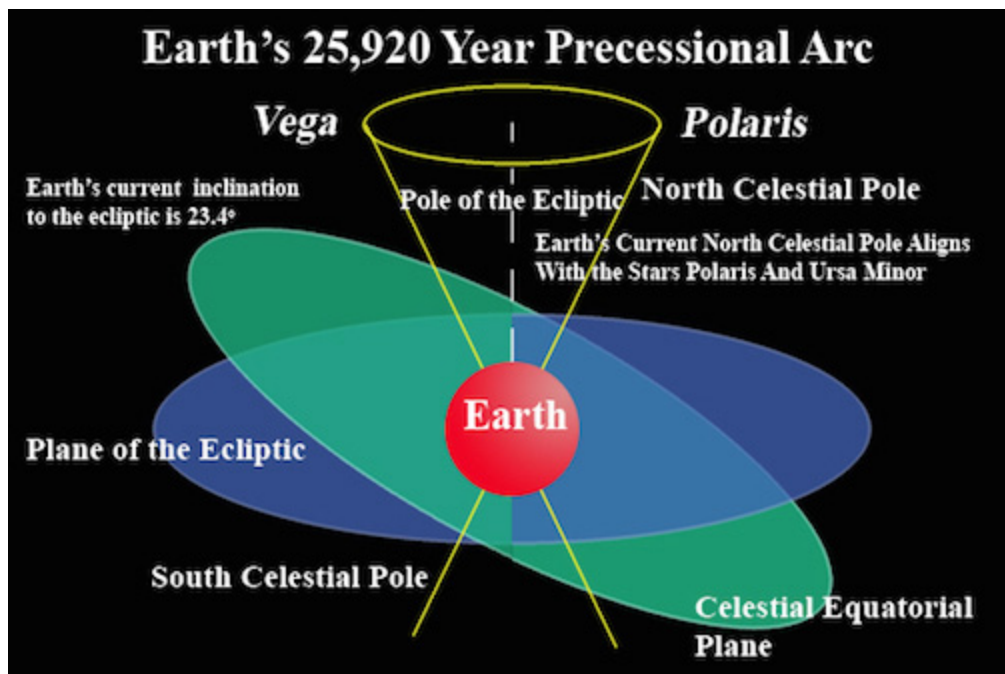 Earth's 25,920 Year Precessional Arc
Vega
Polaris
Earth's current inclination
to the ecliptic is 23.4°
Pole of the Ecliptic
North Celestial Pole
Earth's Current North Celestial Pole Aligns
With the Stars Polaris And Ursa Minor
Earth
Plane of the Ecliptic
South Celestial Pole
Celestial Equatorial
Plane